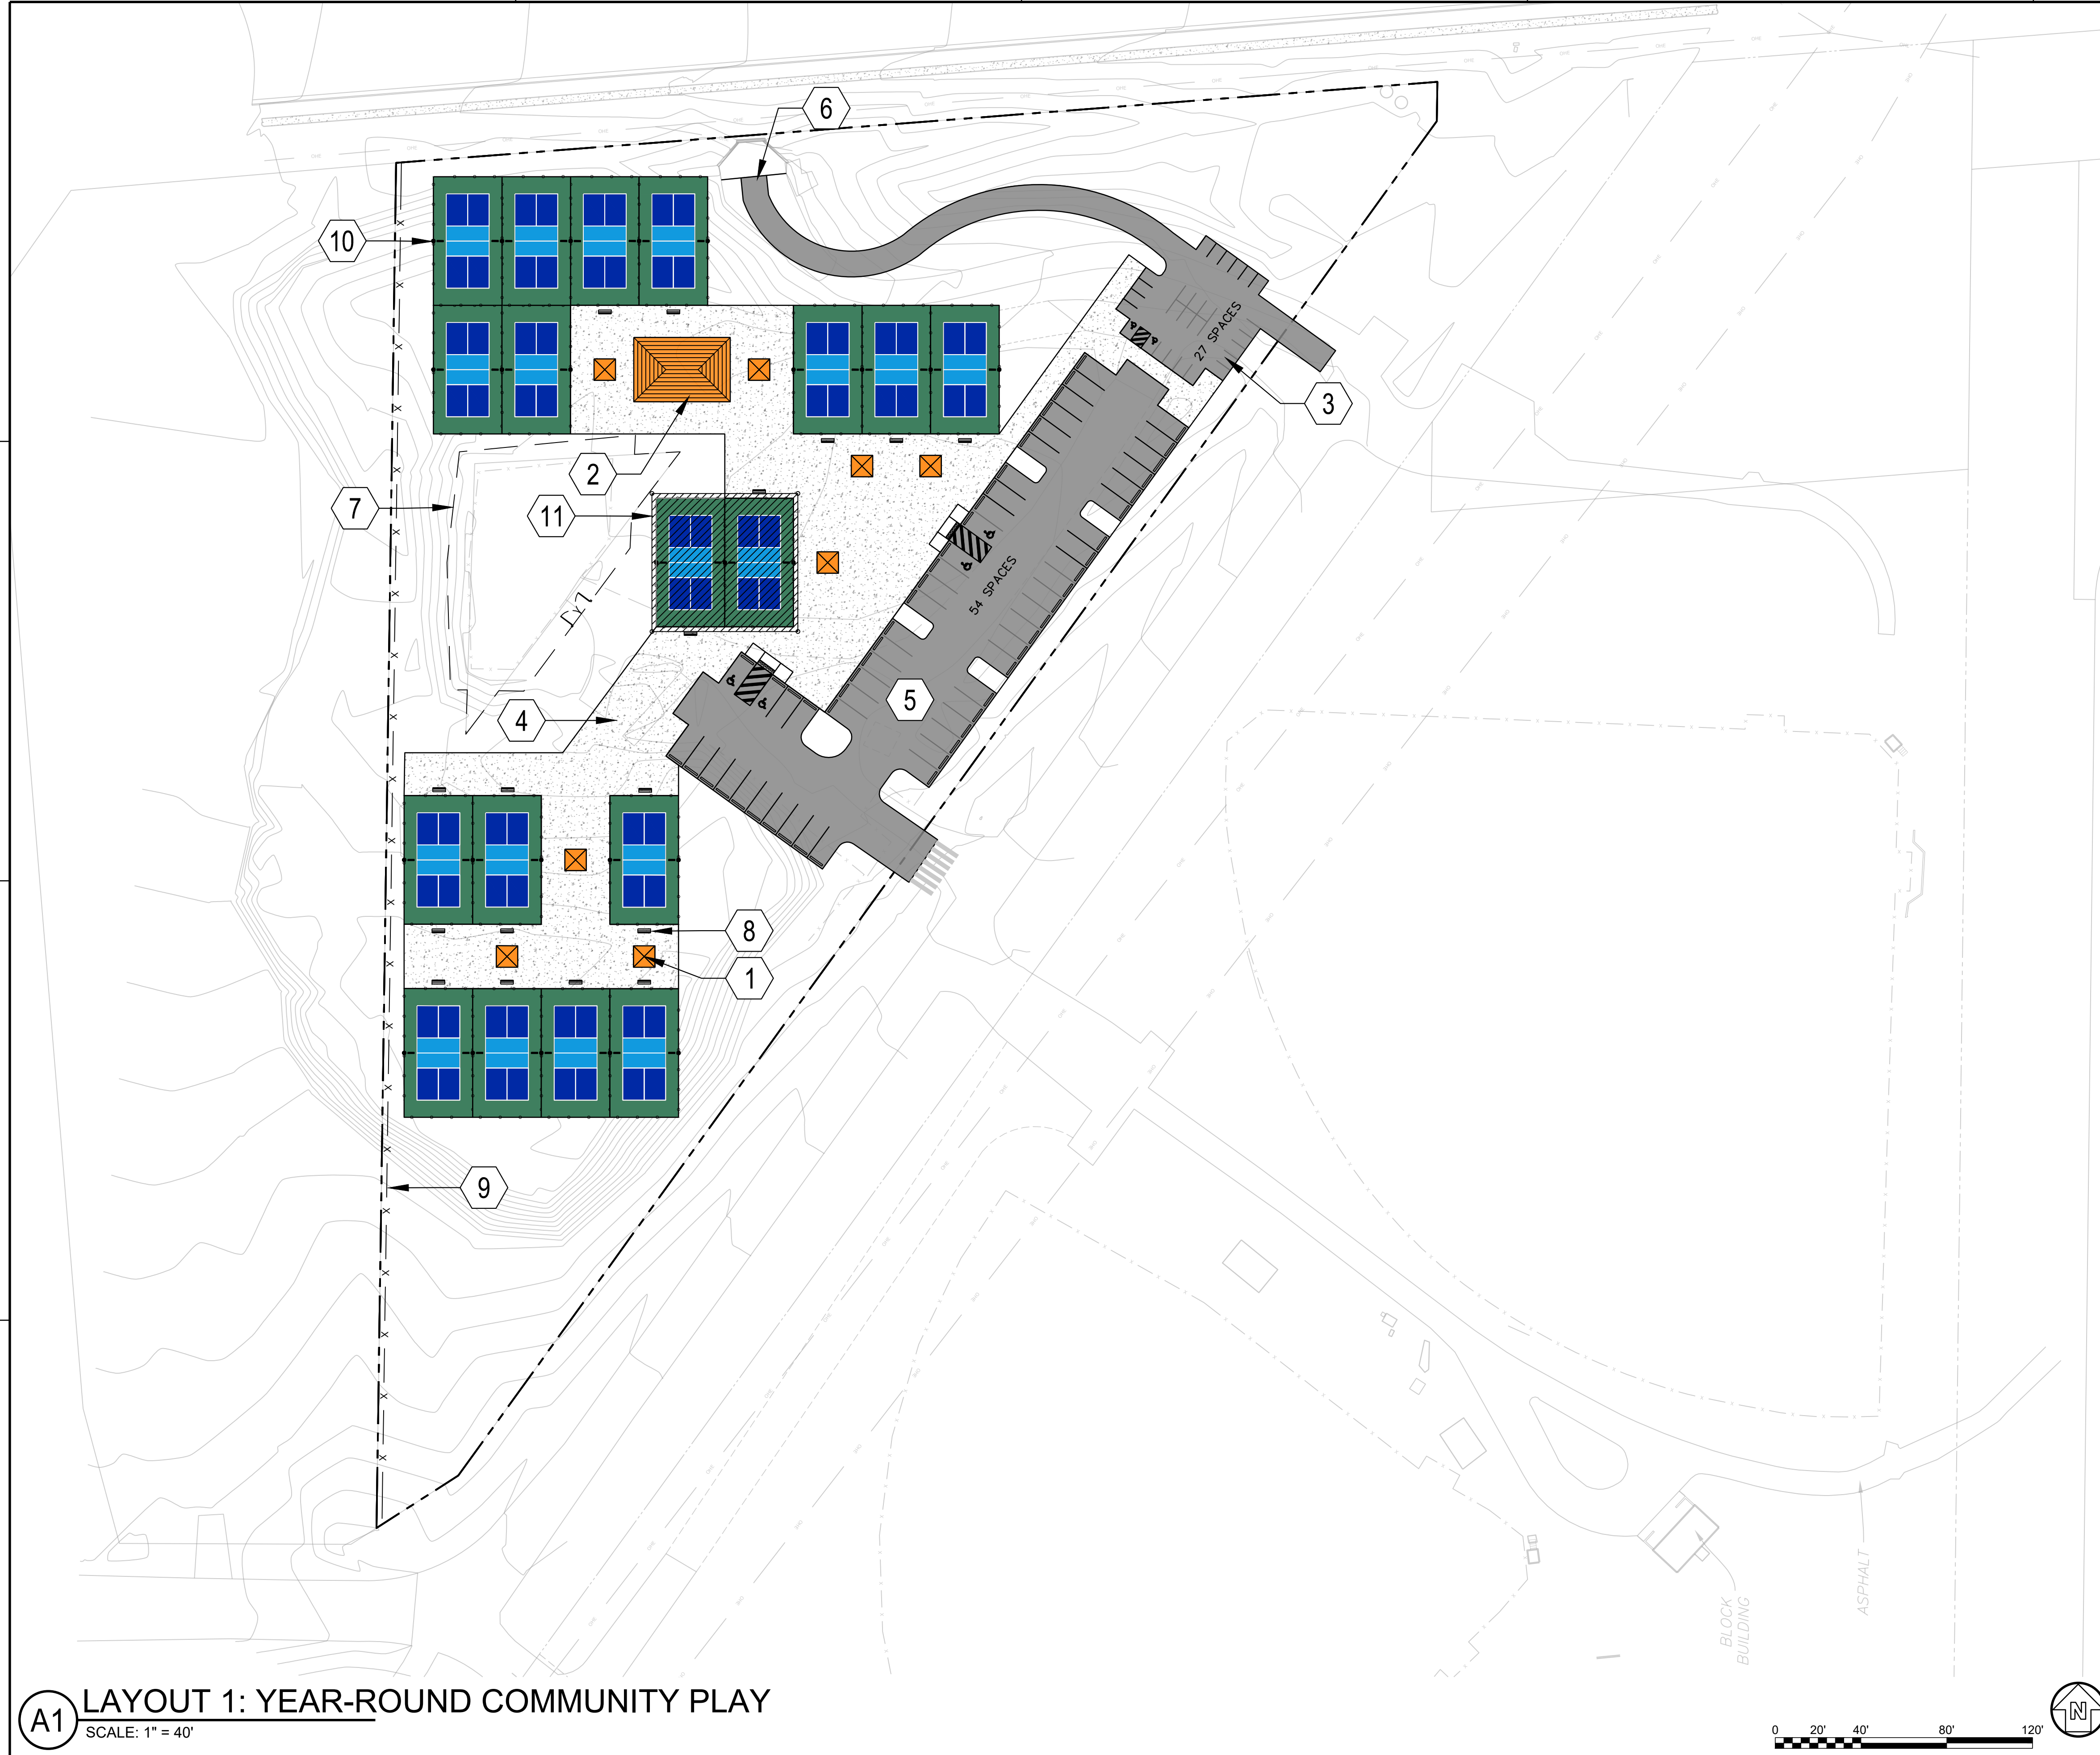 6
10
27 SPACES
3
2
7
11
54 SPACES
5
4
8
1
9
ASPHALT
BLOCK
BUILDING
A1
LAYOUT 1: YEAR-ROUND COMMUNITY PLAY
SCALE: 1" = 40'
0 20' 40' 80' 120'
N